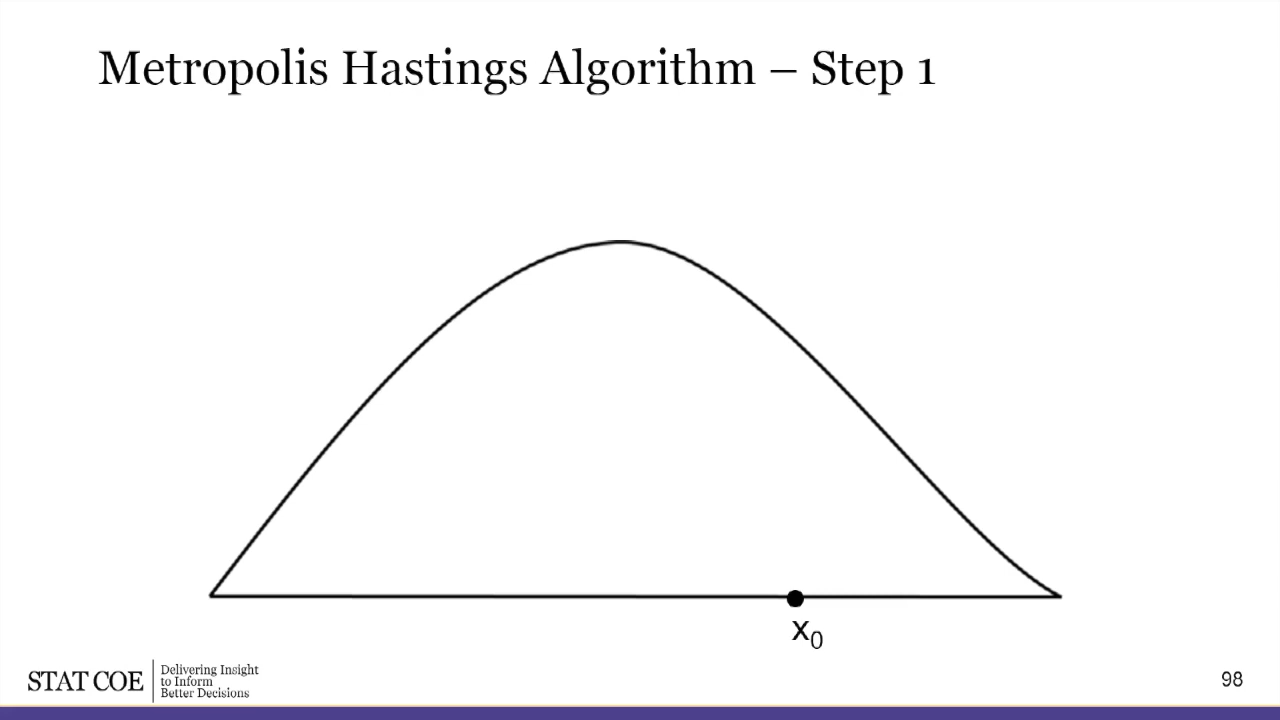 Metropolis Hastings Algorithm – Step 1
x₀
STAT COE
Delivering Insight
to Inform
Better Decisions
98